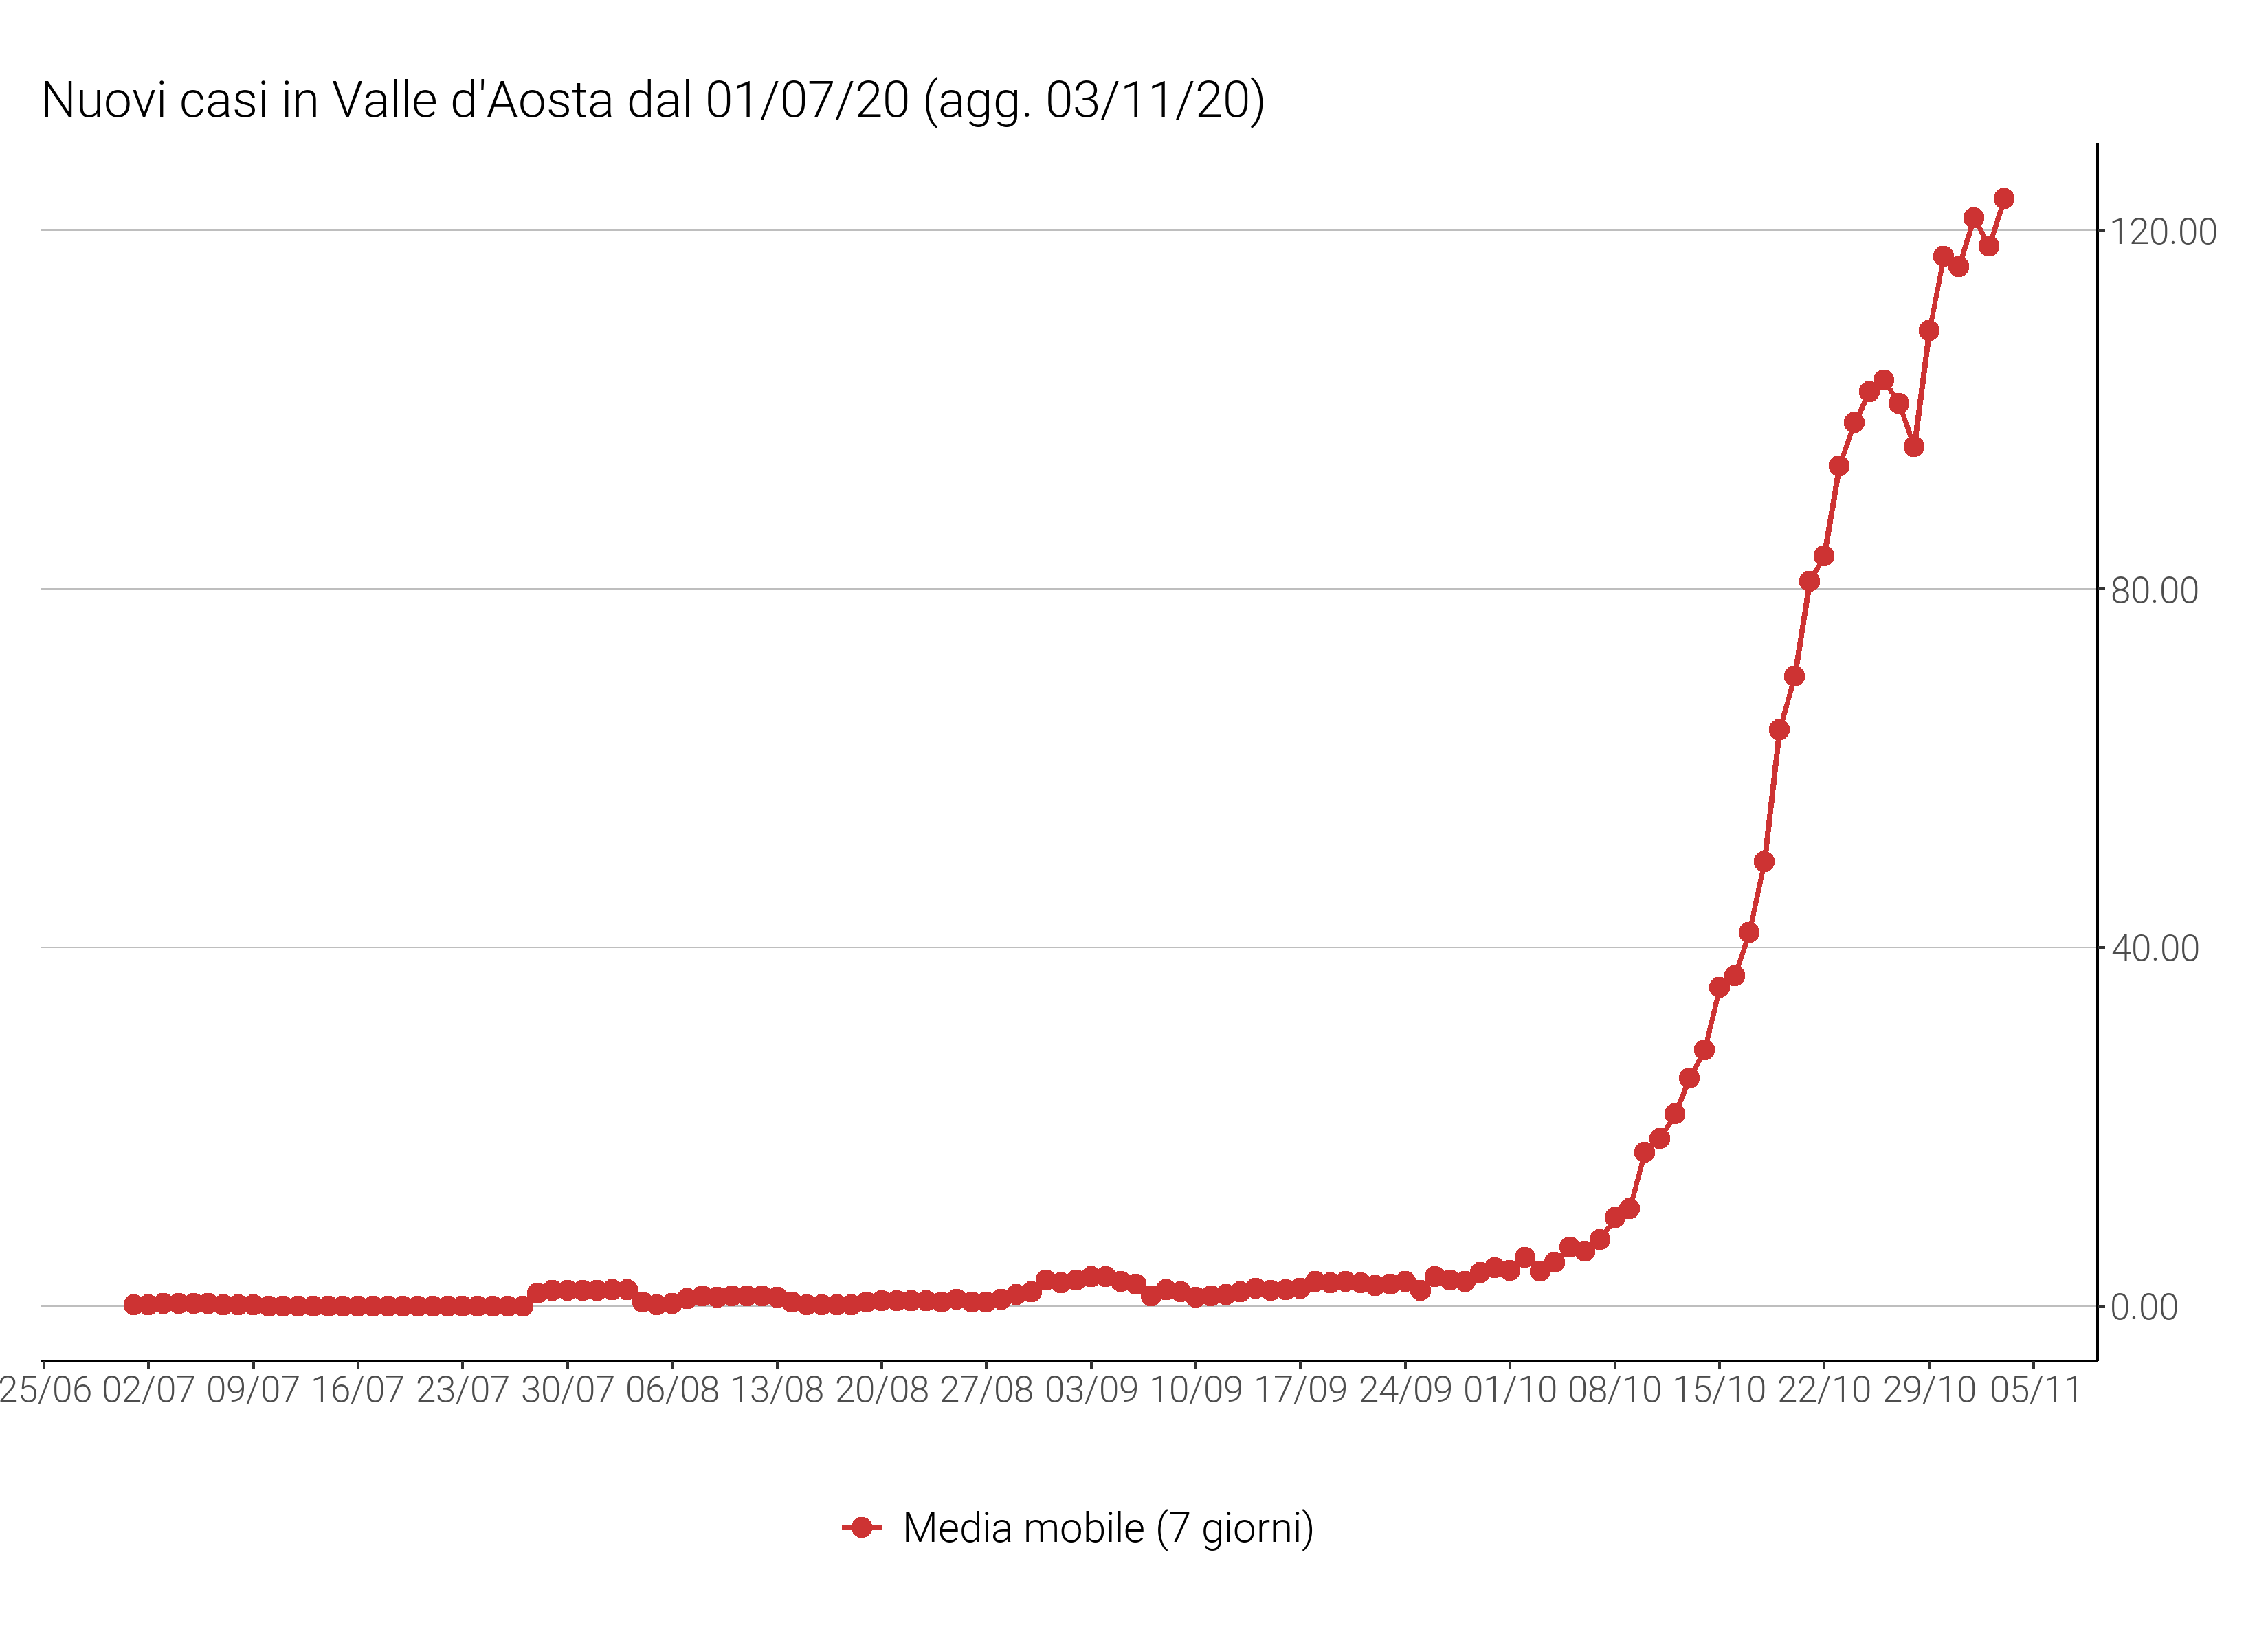 Nuovi casi in Valle d'Aosta dal 01/07/20 (agg. 03/11/20)
120.00
80.00
40.00
0.00
25/06 02/07 09/07 16/07 23/07 30/07 06/08 13/08 20/08 27/08 03/09 10/09 17/09 24/09 01/10 08/10 15/10 22/10 29/10 05/11
Media mobile (7 giorni)